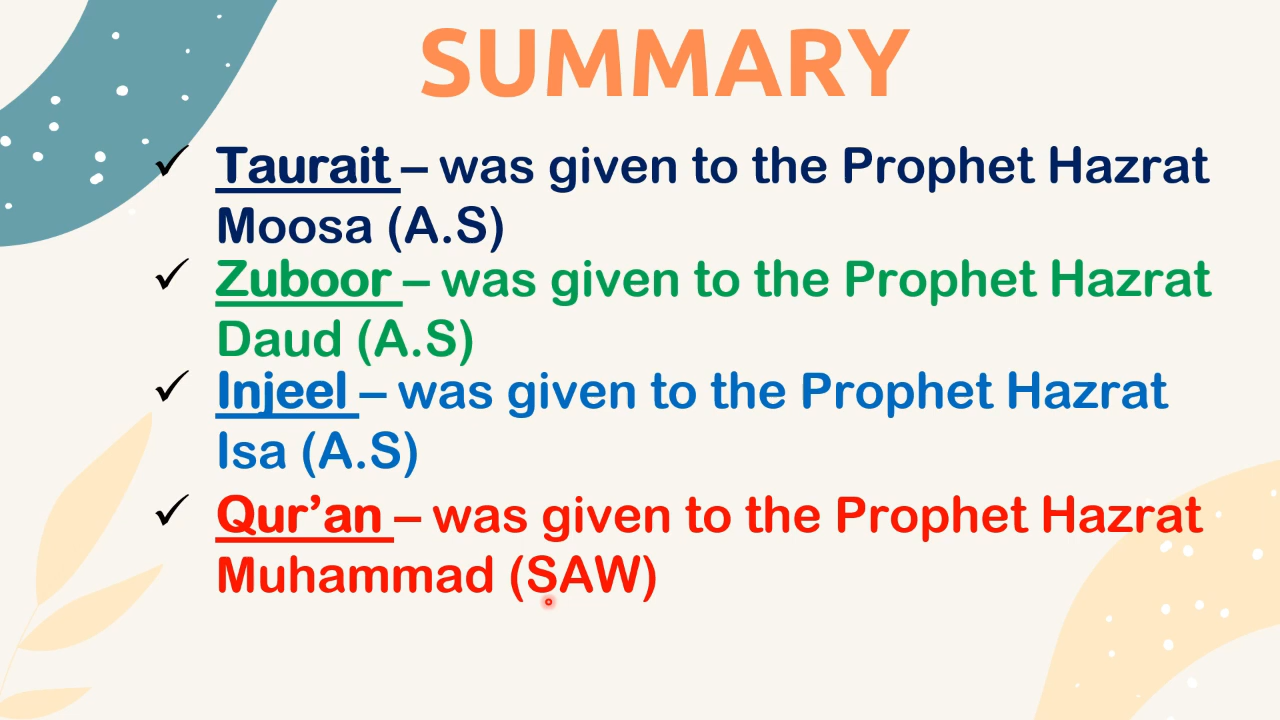 SUMMARY
✓ Taurait – was given to the Prophet Hazrat
Moosa (A.S)
✓ Zuboor – was given to the Prophet Hazrat
Daud (A.S)
✓ Injeel – was given to the Prophet Hazrat
Isa (A.S)
✓ Qur’an – was given to the Prophet Hazrat
Muhammad (SAW)